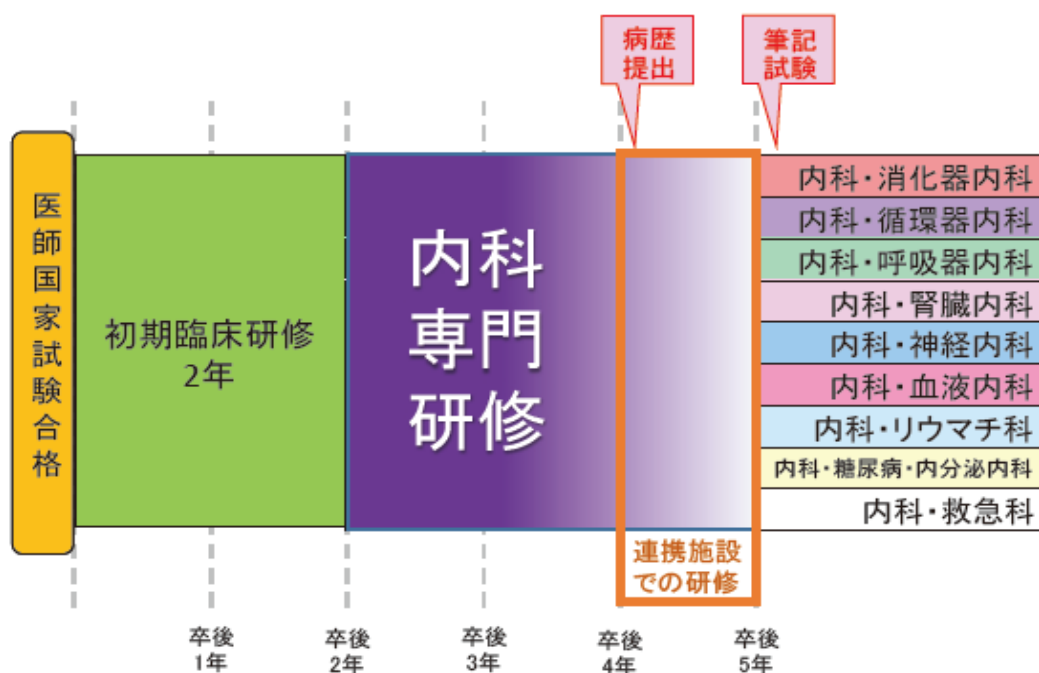 病歴
提出
筆記
試験
医師国家試験合格
初期臨床研修
2年
内科
専門
研修
内科・消化器内科
内科・循環器内科
内科・呼吸器内科
内科・腎臓内科
内科・神経内科
内科・血液内科
内科・リウマチ科
内科・糖尿病・内分泌内科
内科・救急科
連携施設
での研修
卒後
1年
卒後
2年
卒後
3年
卒後
4年
卒後
5年